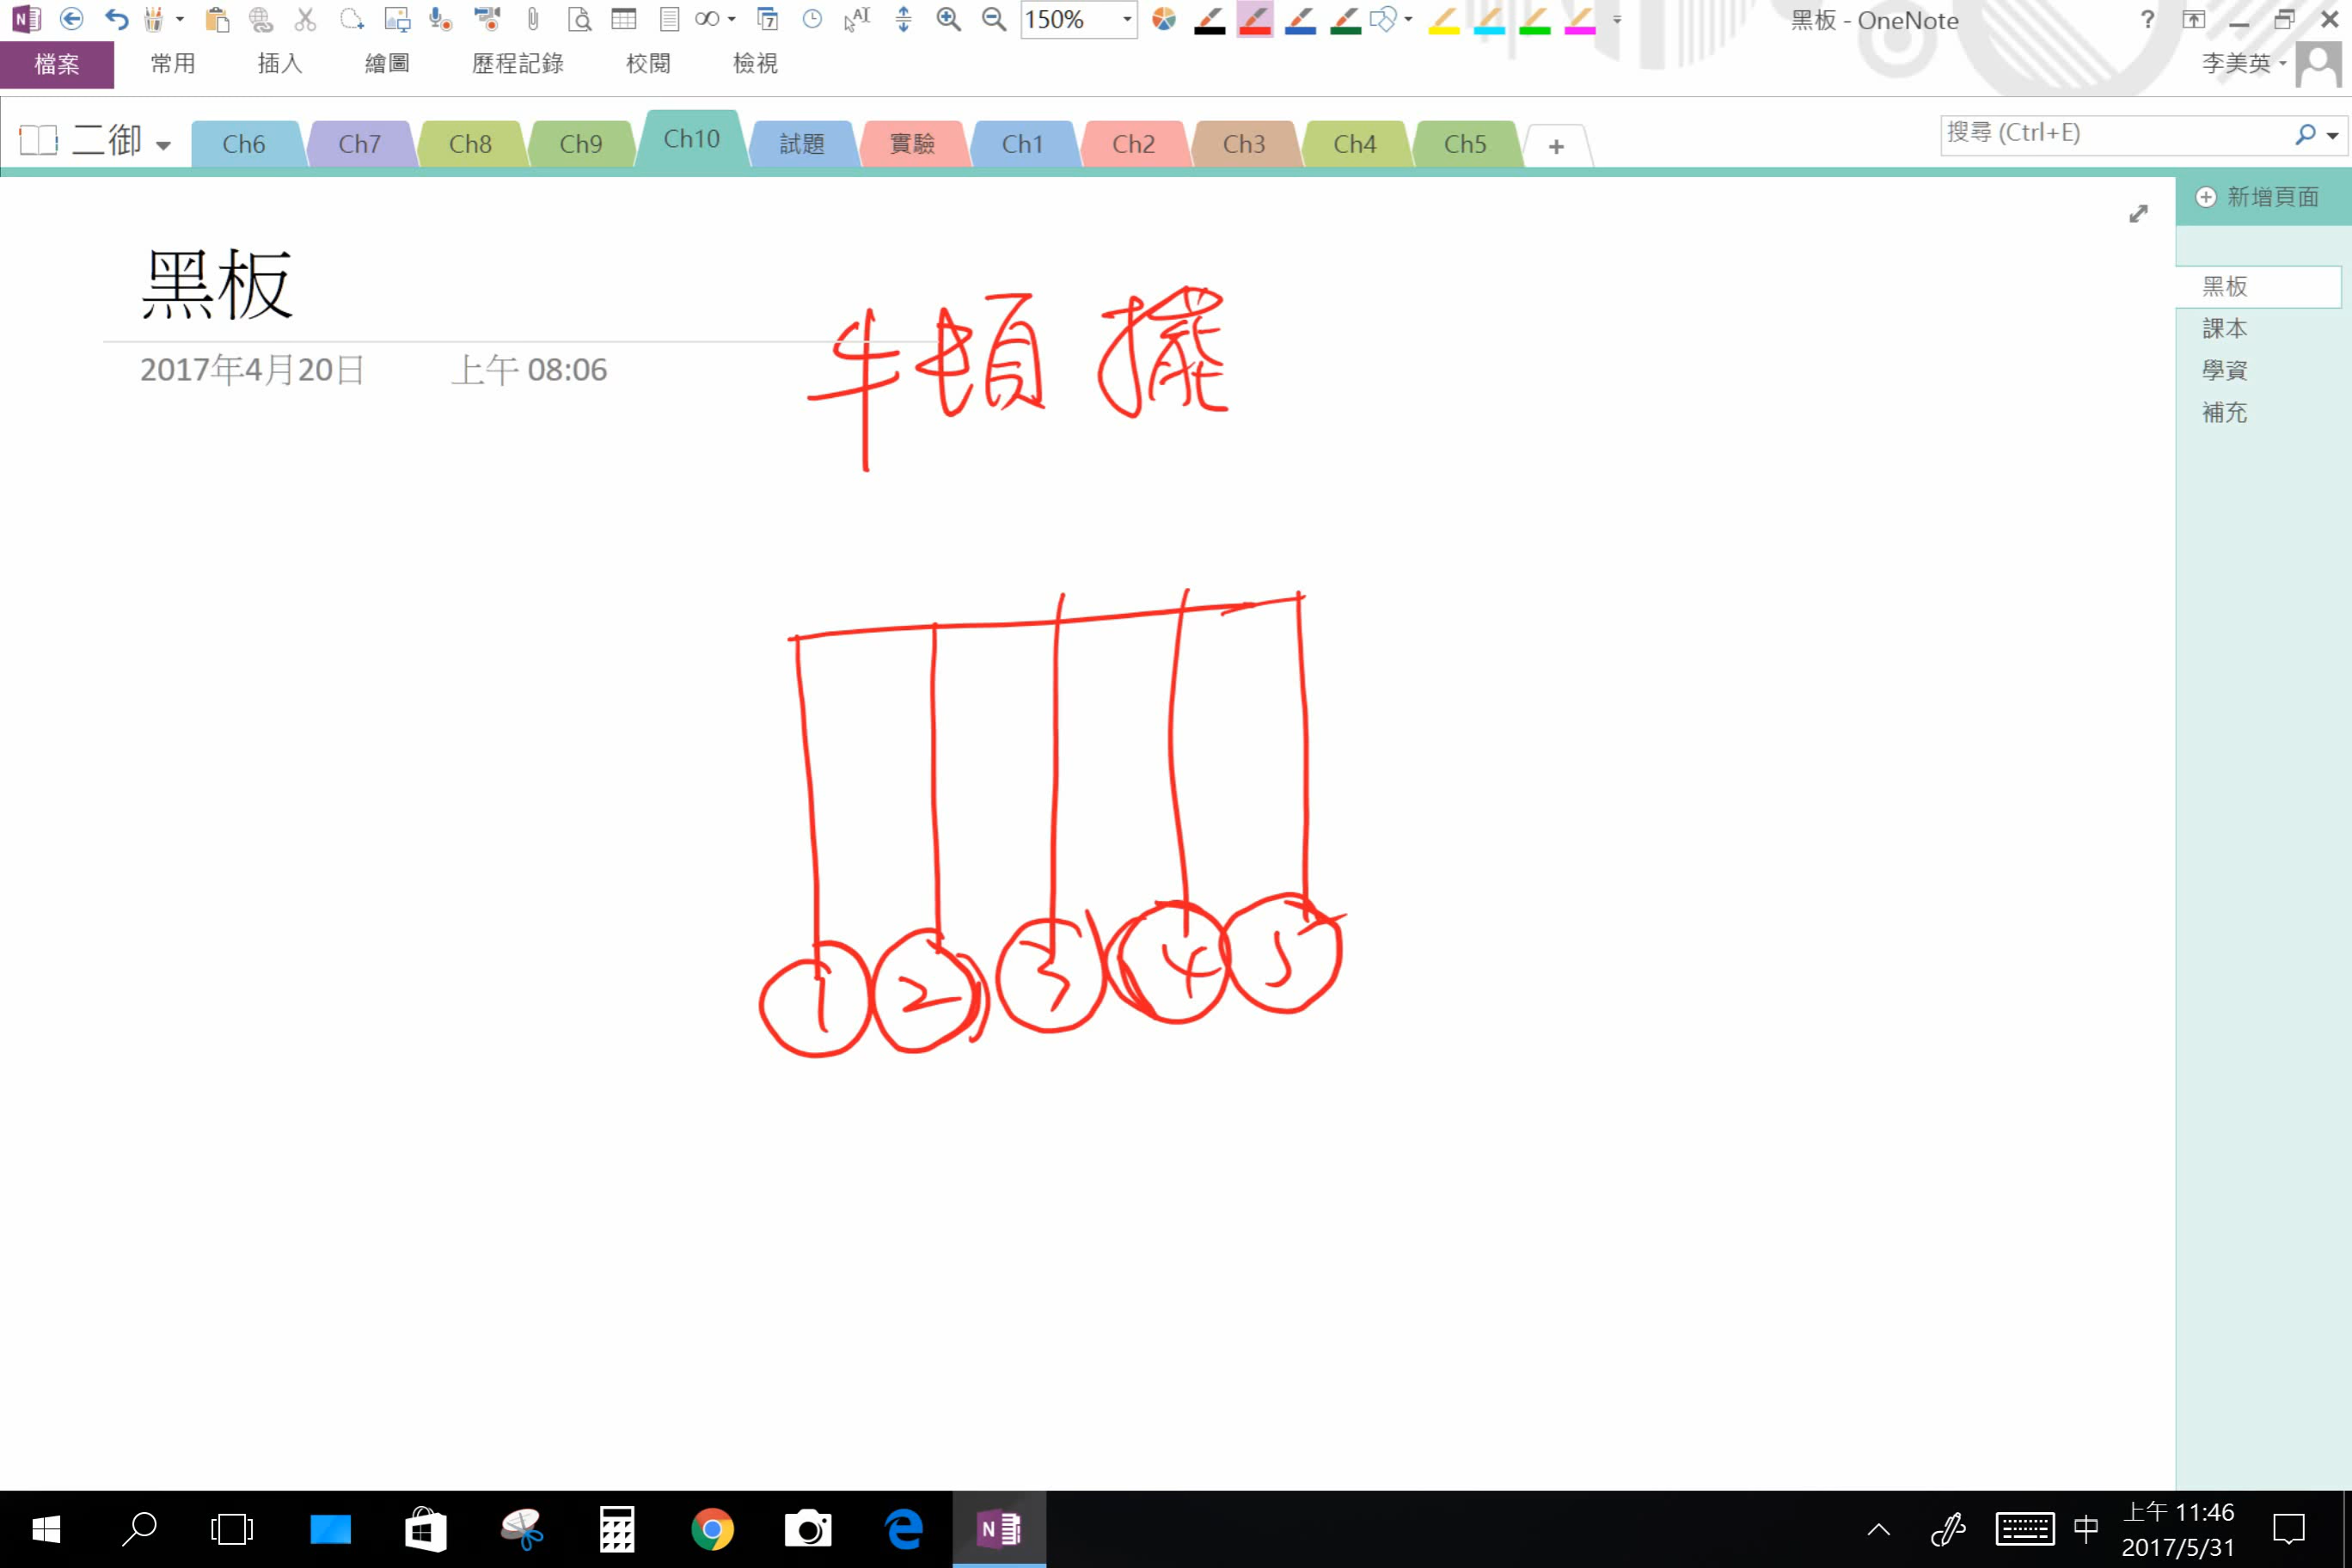 150%
黑板 - OneNote
?
檔案 常用 插入 繪圖 歷程記錄 校閱 檢視
李美英
二御 Ch6 Ch7 Ch8 Ch9 Ch10 試題 實驗 Ch1 Ch2 Ch3 Ch4 Ch5 +
搜尋 (Ctrl+E)
新增頁面
黑板
課本
學資
補充
黑板
2017年4月20日 上午 08:06
牛頓擺
1 2 3 4 5
中
上午 11:46
2017/5/31